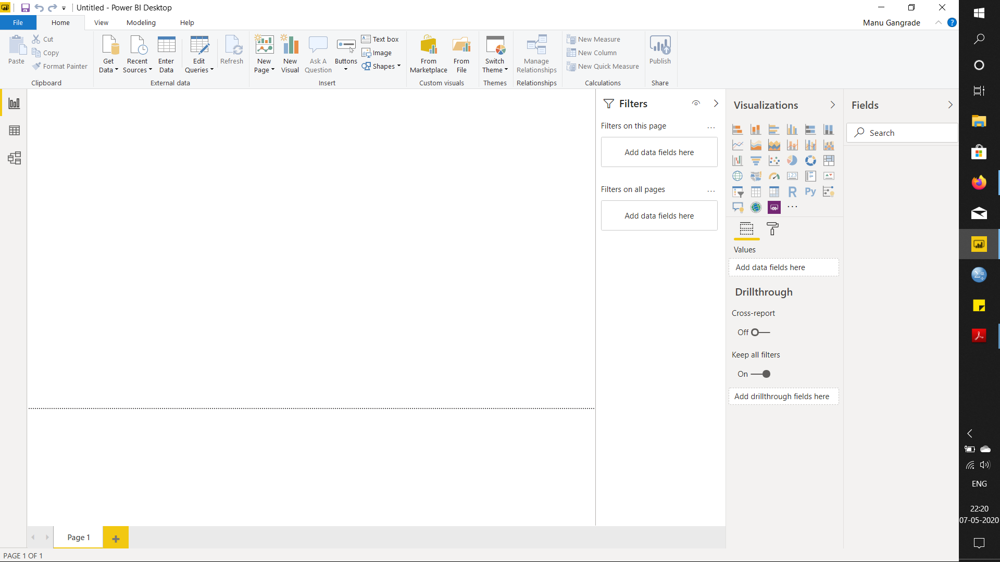 Untitled - Power BI Desktop
File Home View Modeling Help Manu Gangrade ?
Paste
Cut
Copy
Format Painter
Clipboard
Get Data
Recent Sources
Enter Data
Edit Queries
Refresh
External data
New Page
New Visual
Ask A Question
Buttons
Text box
Image
Shapes
Insert
From Marketplace
From File
Custom visuals
Switch Theme
Themes
Manage Relationships
Relationships
New Measure
New Column
New Quick Measure
Calculations
Publish
Share
Filters
Filters on this page ...
Add data fields here
Filters on all pages ...
Add data fields here
Visualizations
123
R Py
...
Values
Add data fields here
Drillthrough
Cross-report
Off
Keep all filters
On
Add drillthrough fields here
Fields
Search
Σα
ENG
22:20
07-05-2020
Page 1
PAGE 1 OF 1